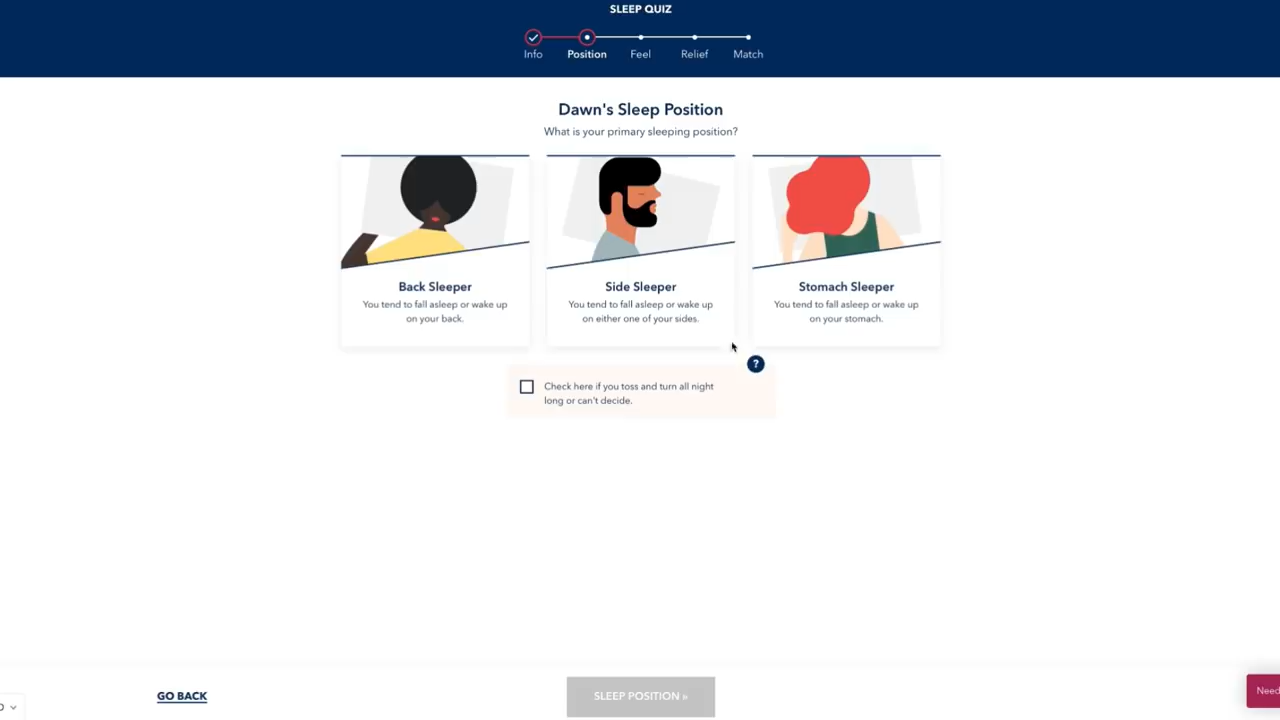 SLEEP QUIZ
Info
Position
Feel
Relief
Match
Dawn's Sleep Position
What is your primary sleeping position?
Back Sleeper
You tend to fall asleep or wake up
on your back.
Side Sleeper
You tend to fall asleep or wake up
on either one of your sides.
Stomach Sleeper
You tend to fall asleep or wake up
on your stomach.
?
Check here if you toss and turn all night
long or can't decide.
GO BACK
SLEEP POSITION »
Need